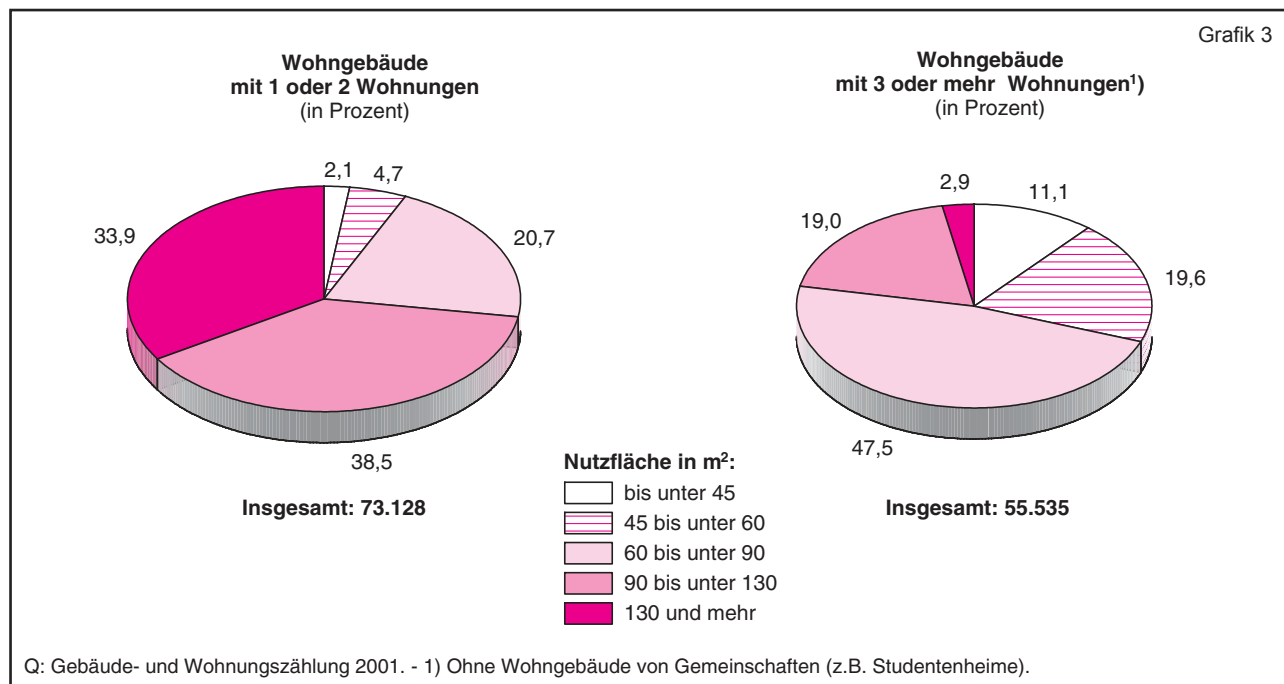 Grafik 3
Wohngebäude
mit 1 oder 2 Wohnungen
(in Prozent)
2,1
4,7
20,7
38,5
33,9
Insgesamt: 73.128
Wohngebäude
mit 3 oder mehr Wohnungen¹)
(in Prozent)
2,9
11,1
19,6
47,5
19,0
Insgesamt: 55.535
Nutzfläche in m²:
bis unter 45
45 bis unter 60
60 bis unter 90
90 bis unter 130
130 und mehr
Q: Gebäude- und Wohnungszählung 2001. - 1) Ohne Wohngebäude von Gemeinschaften (z.B. Studentenheime).